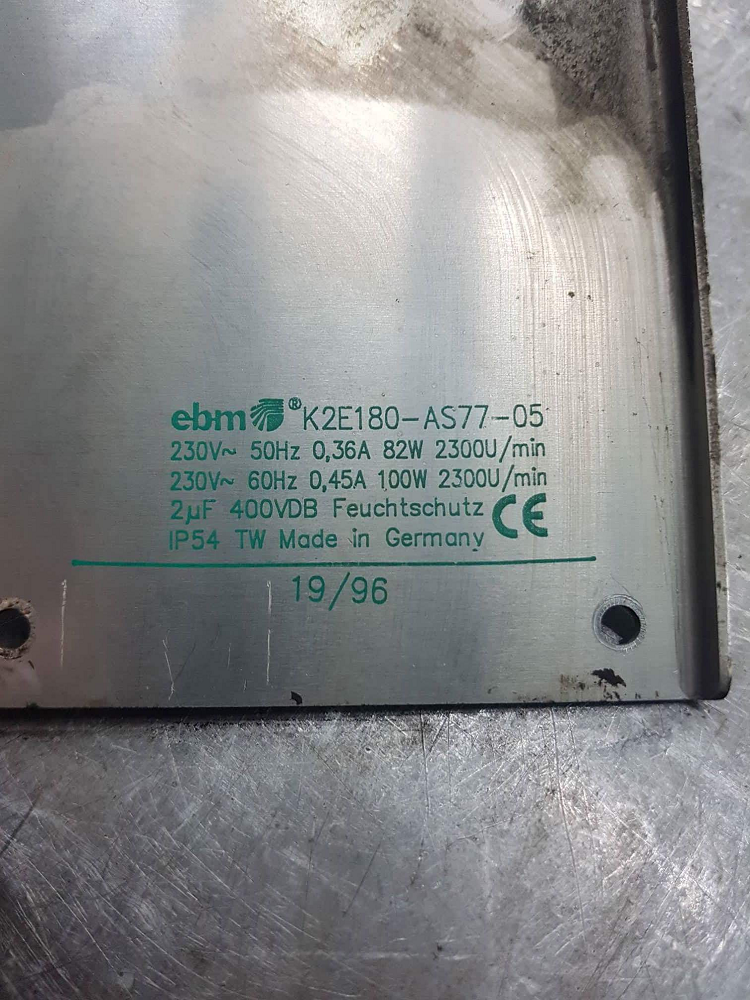 ebm® K2E180-AS77-05
230V~ 50Hz 0,36A 82W 2300U/min
230V~ 60Hz 0,45A 100W 2300U/min
2µF 400VDB Feuchtschutz CE
IP54 TW Made in Germany
19/96